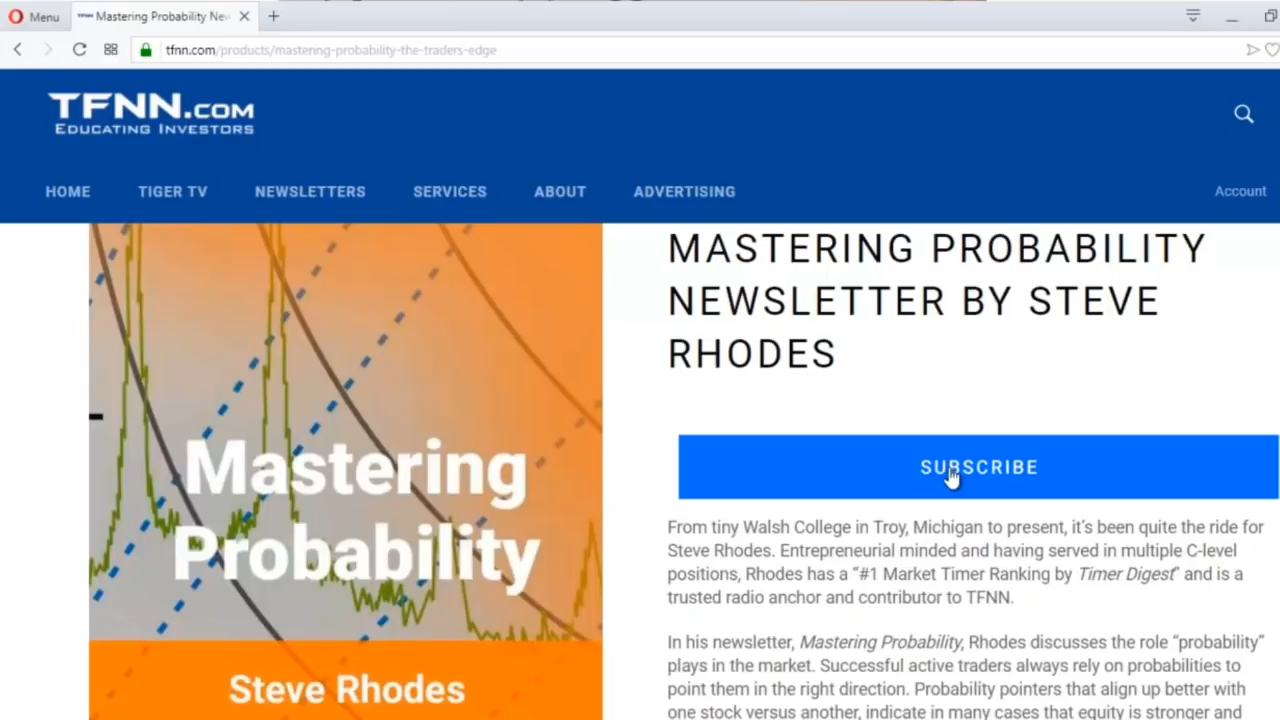 Menu
Mastering Probability Nev
tfnn.com/products/mastering-probability-the-traders-edge
TFNN.COM
EDUCATING INVESTORS
HOME TIGER TV NEWSLETTERS SERVICES ABOUT ADVERTISING
Account
Mastering
Probability
Steve Rhodes
MASTERING PROBABILITY
NEWSLETTER BY STEVE
RHODES
SUBSCRIBE
From tiny Walsh College in Troy, Michigan to present, it's been quite the ride for
Steve Rhodes. Entrepreneurial minded and having served in multiple C-level
positions, Rhodes has a “#1 Market Timer Ranking by Timer Digest” and is a
trusted radio anchor and contributor to TFNN.
In his newsletter, Mastering Probability, Rhodes discusses the role “probability”
plays in the market. Successful active traders always rely on probabilities to
point them in the right direction. Probability pointers that align up better with
one stock versus another, indicate in many cases that equity is stronger and